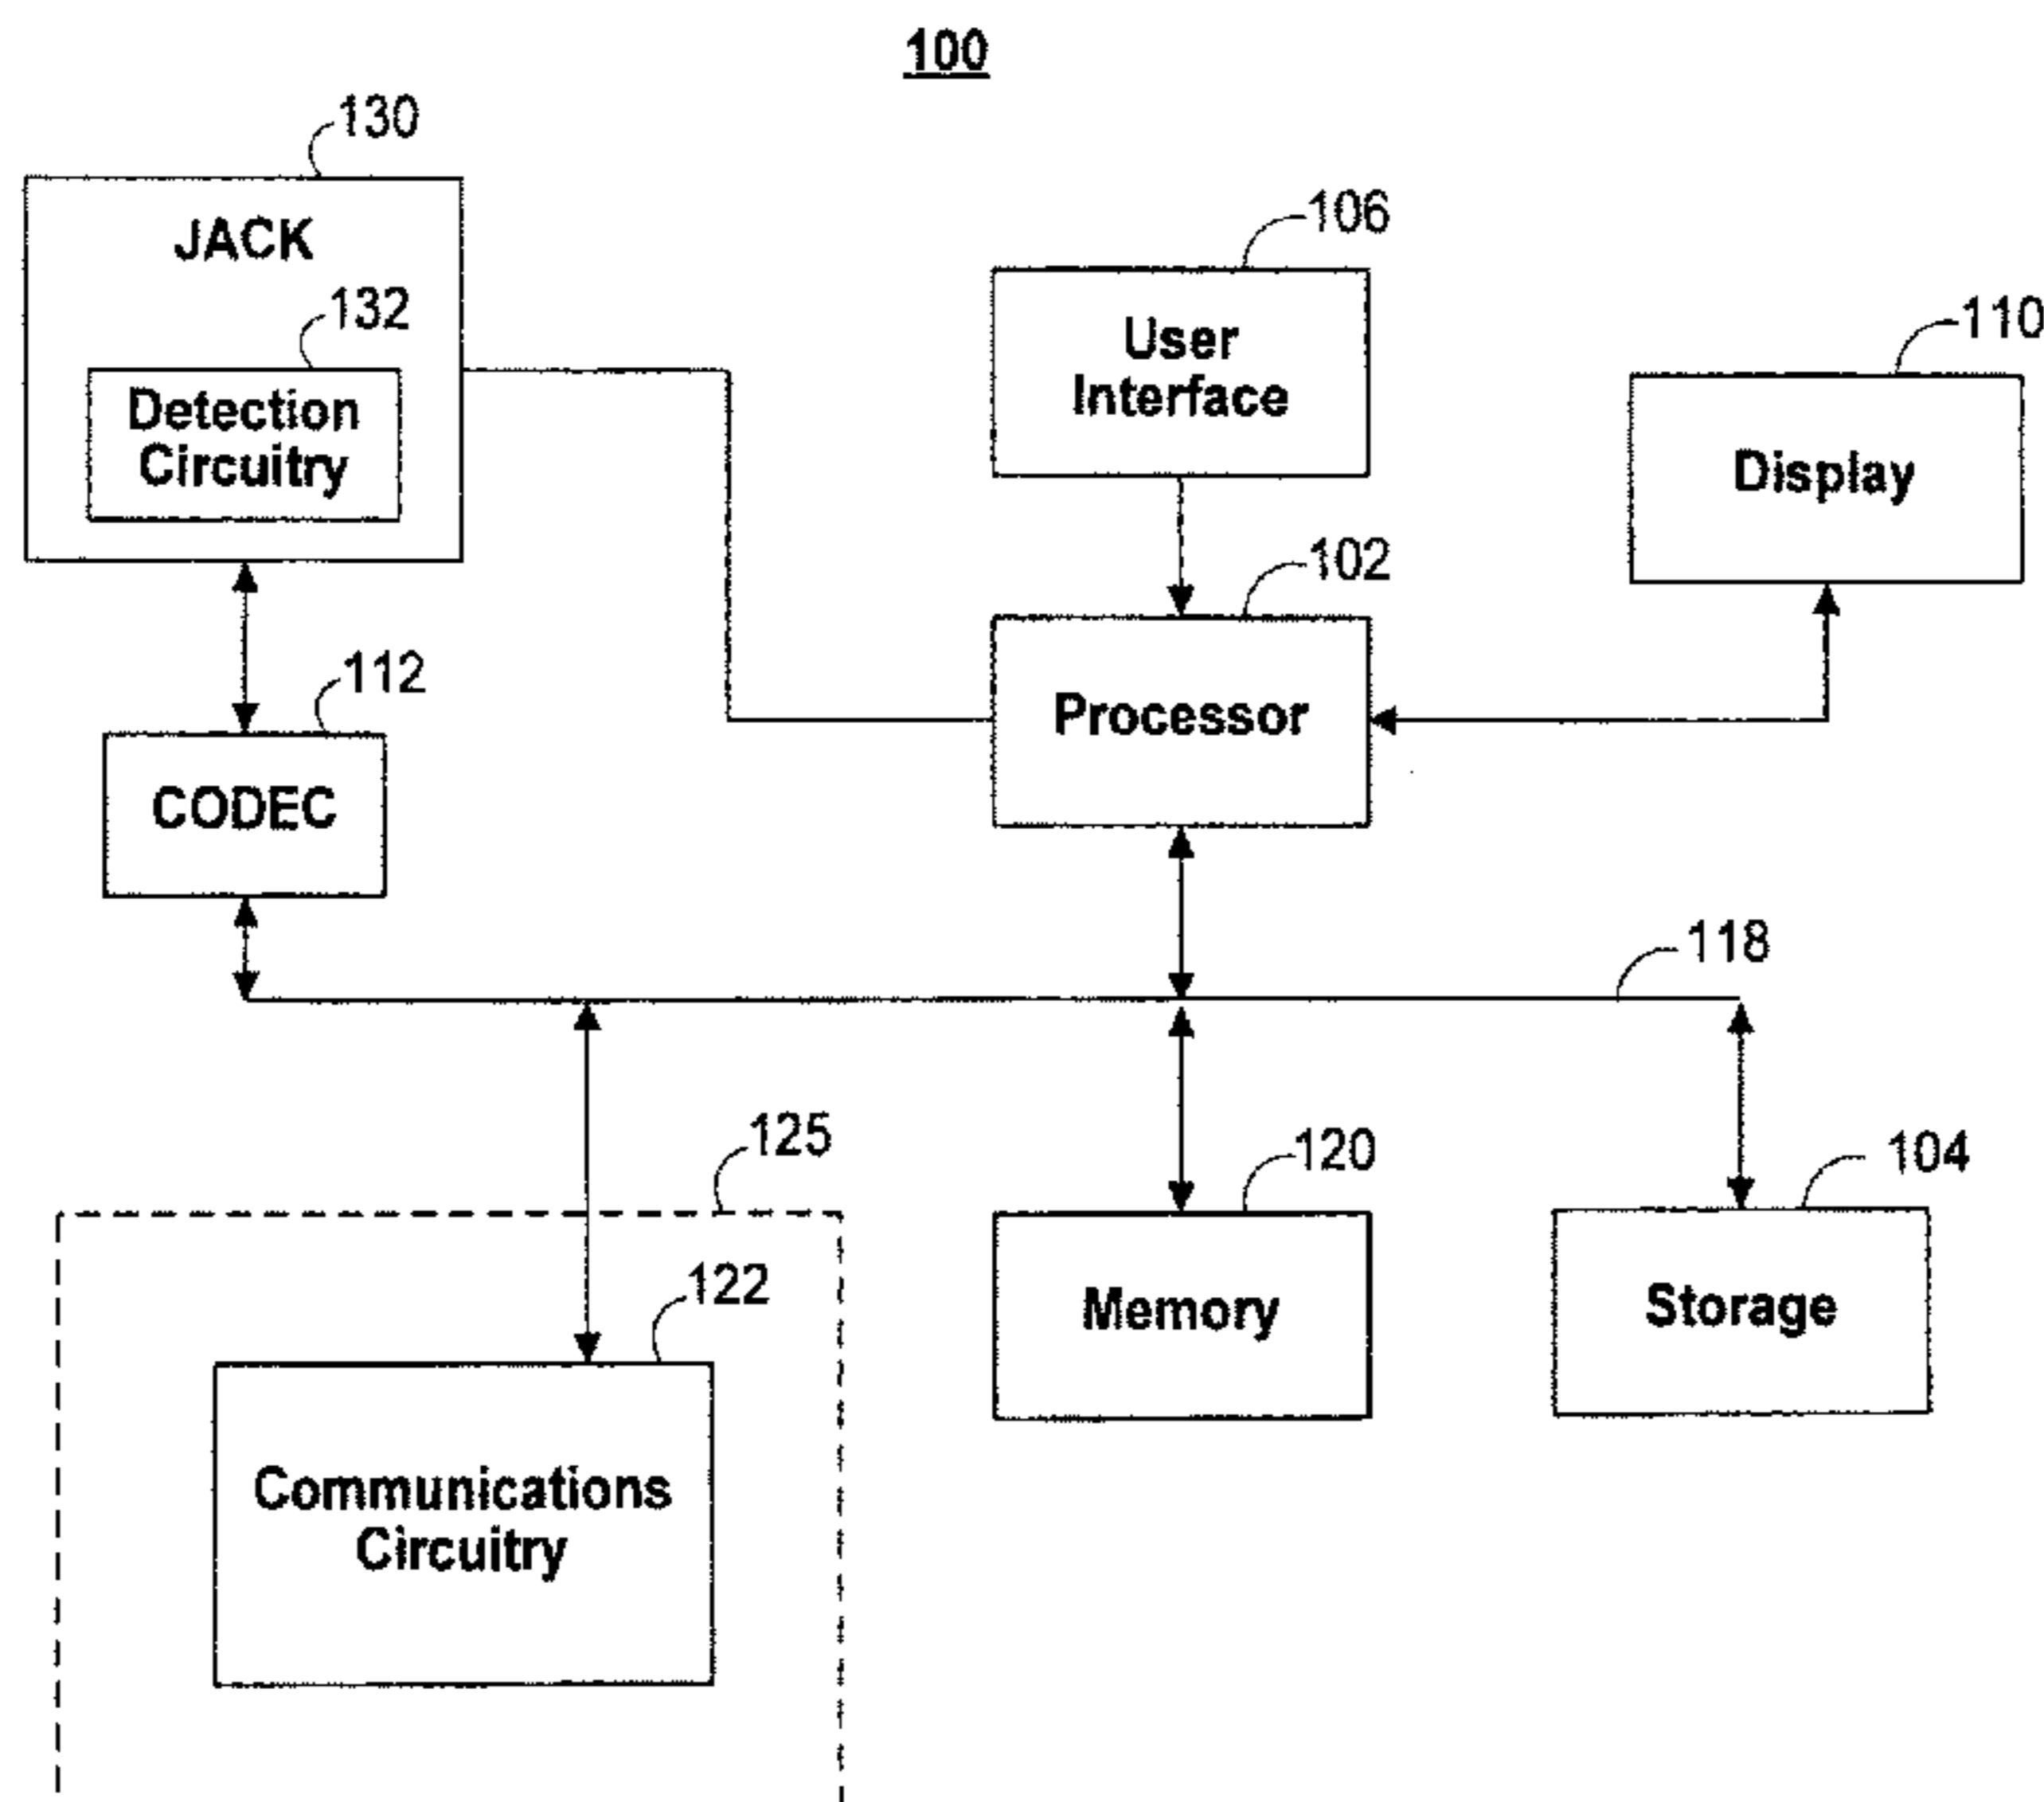 100
130
JACK
132
Detection
Circuitry
106
User
Interface
110
Display
102
Processor
112
CODEC
118
125
122
Communications
Circuitry
120
Memory
104
Storage